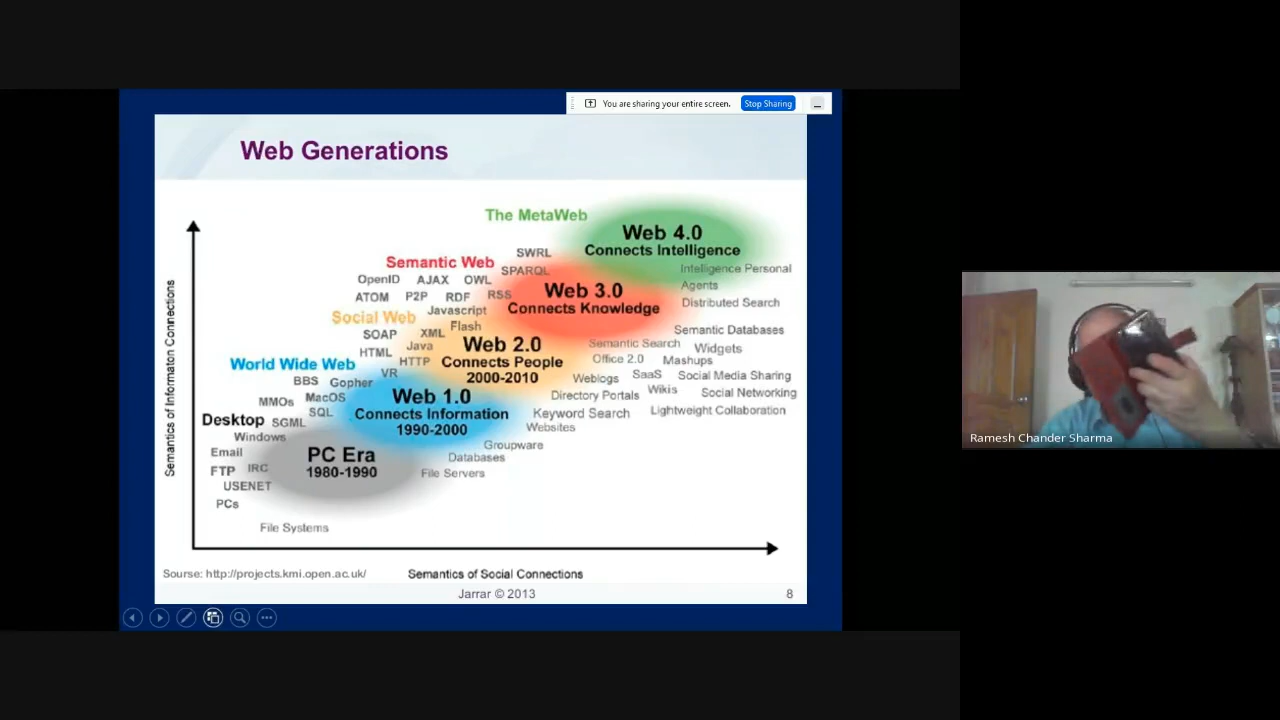 You are sharing your entire screen.
Stop Sharing
Web Generations
The MetaWeb
Web 4.0
Connects Intelligence
SWRL
Semantic Web
SPARQL
Intelligence Personal
Agents
OpenID AJAX OWL
Web 3.0
Connects Knowledge
ATOM P2P RDF RSS
Distributed Search
Javascript
Social Web
Flash
SOAP XML
Semantic Databases
Java
Web 2.0
Connects People
2000-2010
Semantic Search
Widgets
HTML
HTTP
Office 2.0
Mashups
World Wide Web
VR
Weblogs
SaaS
Social Media Sharing
BBS Gopher
Wikis
Social Networking
Directory Portals
MMOs
MacOS
Web 1.0
Connects Information
1990-2000
SQL
Keyword Search
Lightweight Collaboration
Desktop SGML
Websites
Windows
Groupware
Email
PC Era
1980-1990
Databases
FTP IRC
File Servers
USENET
PCs
File Systems
Semantics of Informaton Connections
Sourse: http://projects.kmi.open.ac.uk/
Semantics of Social Connections
Jarrar © 2013
8
Ramesh Chander Sharma